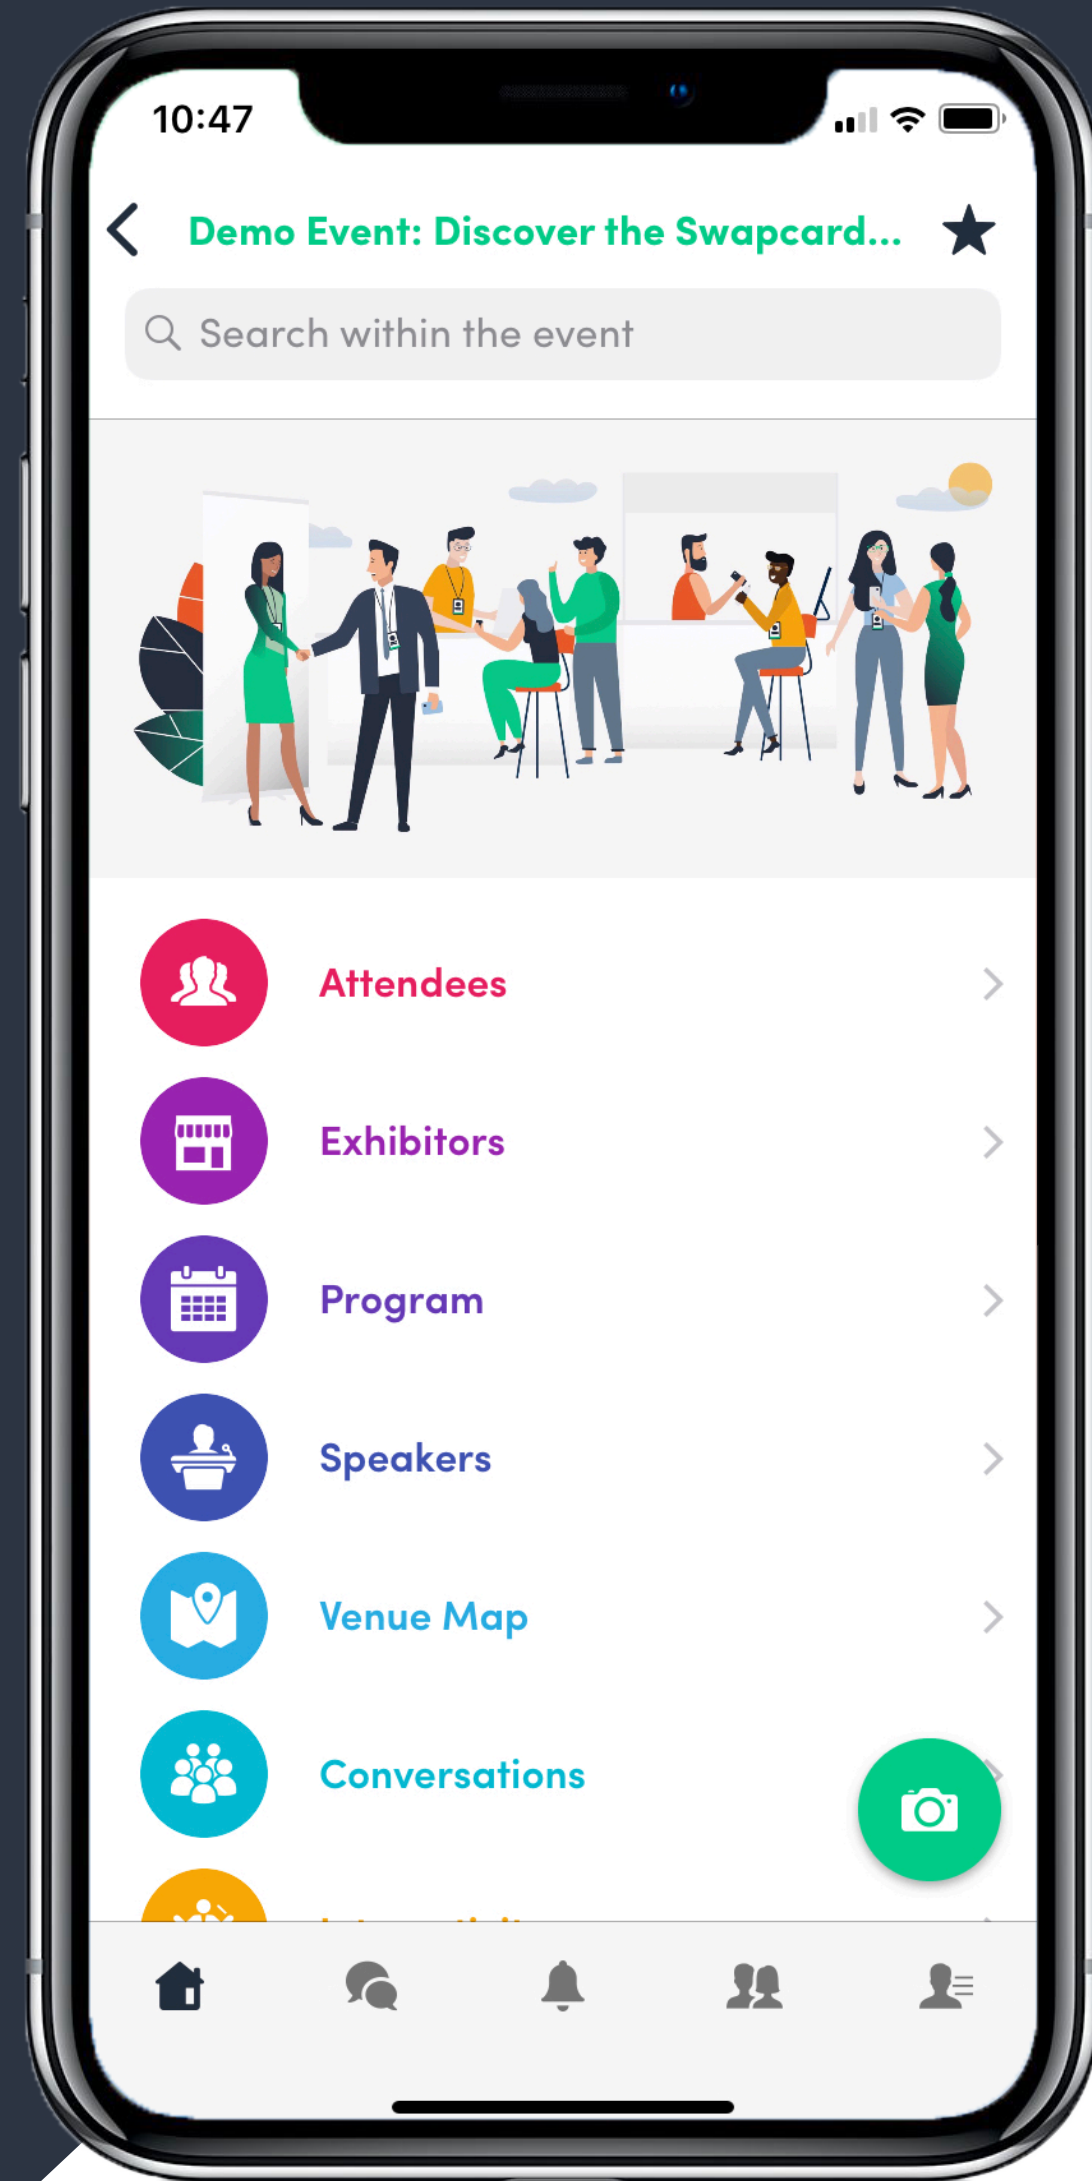 10:47
Demo Event: Discover the Swapcard...
Search within the event
Attendees
Exhibitors
Program
Speakers
Venue Map
Conversations